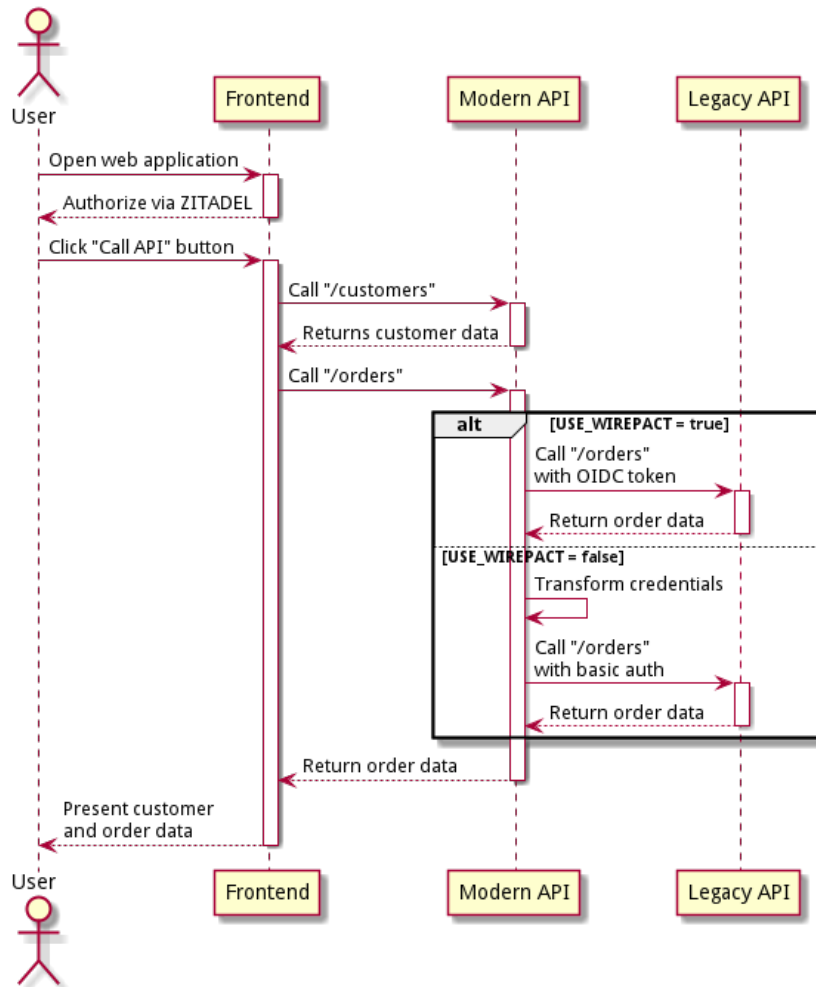 User
Frontend
Modern API
Legacy API
Open web application
Authorize via ZITADEL
Click "Call API" button
Call "/customers"
Returns customer data
Call "/orders"
alt
[USE_WIREPACT = true]
Call "/orders"
with OIDC token
Return order data
[USE_WIREPACT = false]
Transform credentials
Call "/orders"
with basic auth
Return order data
Return order data
Present customer
and order data
User
Frontend
Modern API
Legacy API